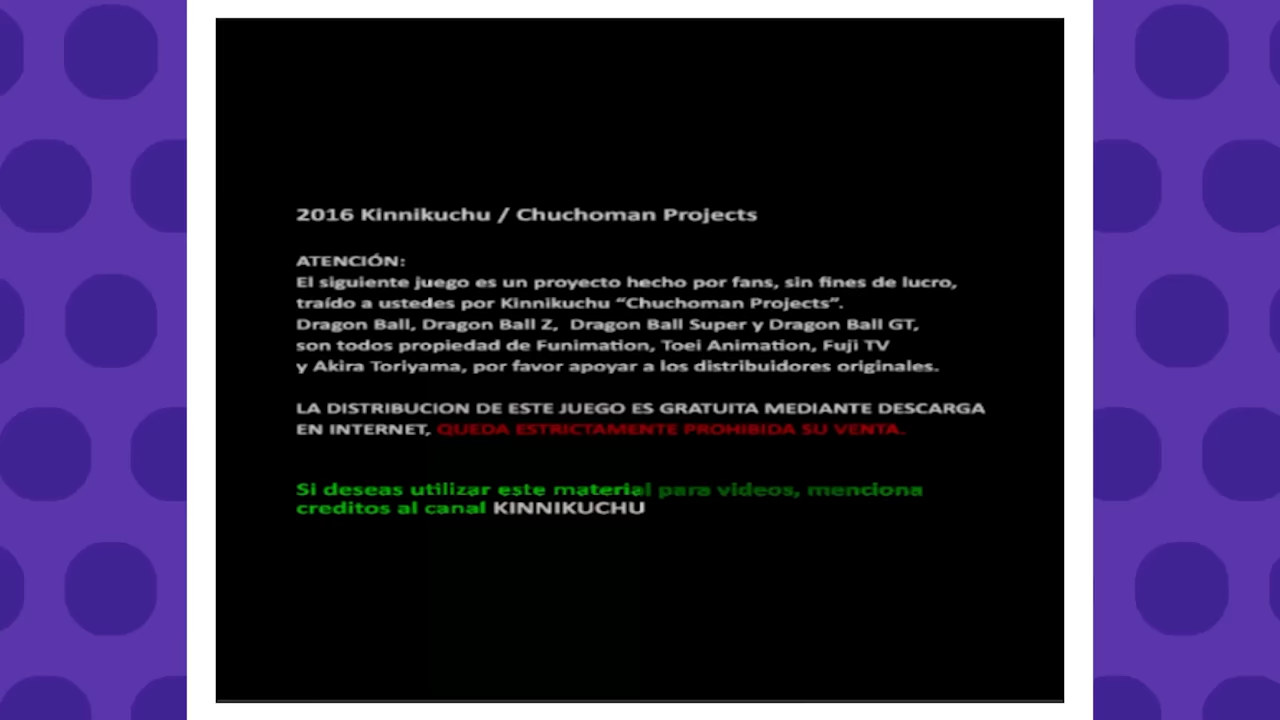 2016 Kinnikuchu / Chuchoman Projects
ATENCIÓN:
El siguiente juego es un proyecto hecho por fans, sin fines de lucro,
traído a ustedes por Kinnikuchu “Chuchoman Projects”.
Dragon Ball, Dragon Ball Z, Dragon Ball Super y Dragon Ball GT,
son todos propiedad de Funimation, Toei Animation, Fuji TV
y Akira Toriyama, por favor apoyar a los distribuidores originales.
LA DISTRIBUCION DE ESTE JUEGO ES GRATUITA MEDIANTE DESCARGA
EN INTERNET, QUEDA ESTRICTAMENTE PROHIBIDA SU VENTA.
Si deseas utilizar este material para videos, menciona
creditos al canal KINNIKUCHU